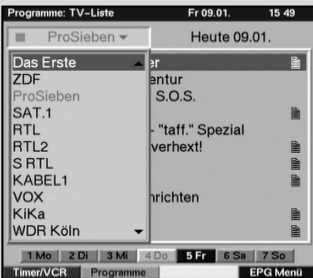 Programme: TV-Liste Fr 09.01. 15 49
ProSieben Heute 09.01.
Das Erste er
ZDF entur
ProSieben S.O.S.
SAT.1
RTL - "taff." Spezial
RTL2 verhext!
S RTL
KABEL1
VOX nrichten
KiKa
WDR Köln
1 Mo 2 Di 3 Mi 4 Do 5 Fr 6 Sa 7 So
Timer/VCR Programme EPG Menü